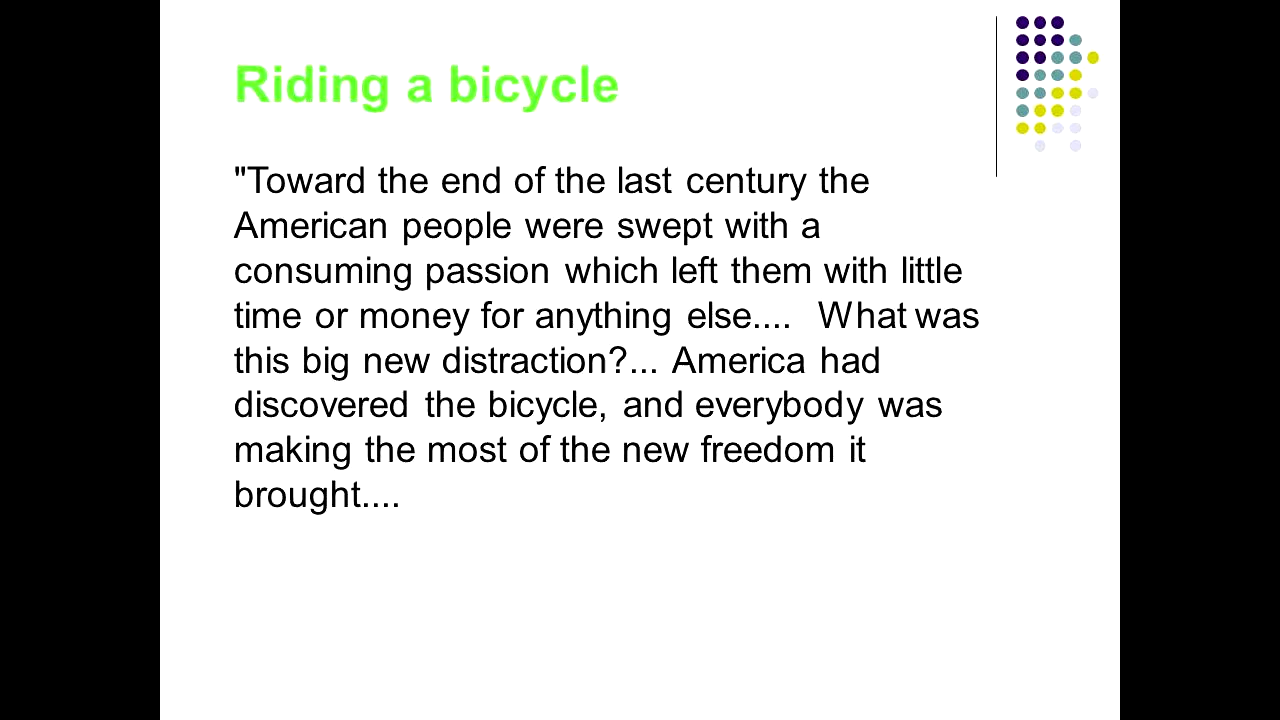 Riding a bicycle
"Toward the end of the last century the
American people were swept with a
consuming passion which left them with little
time or money for anything else.... What was
this big new distraction?... America had
discovered the bicycle, and everybody was
making the most of the new freedom it
brought....